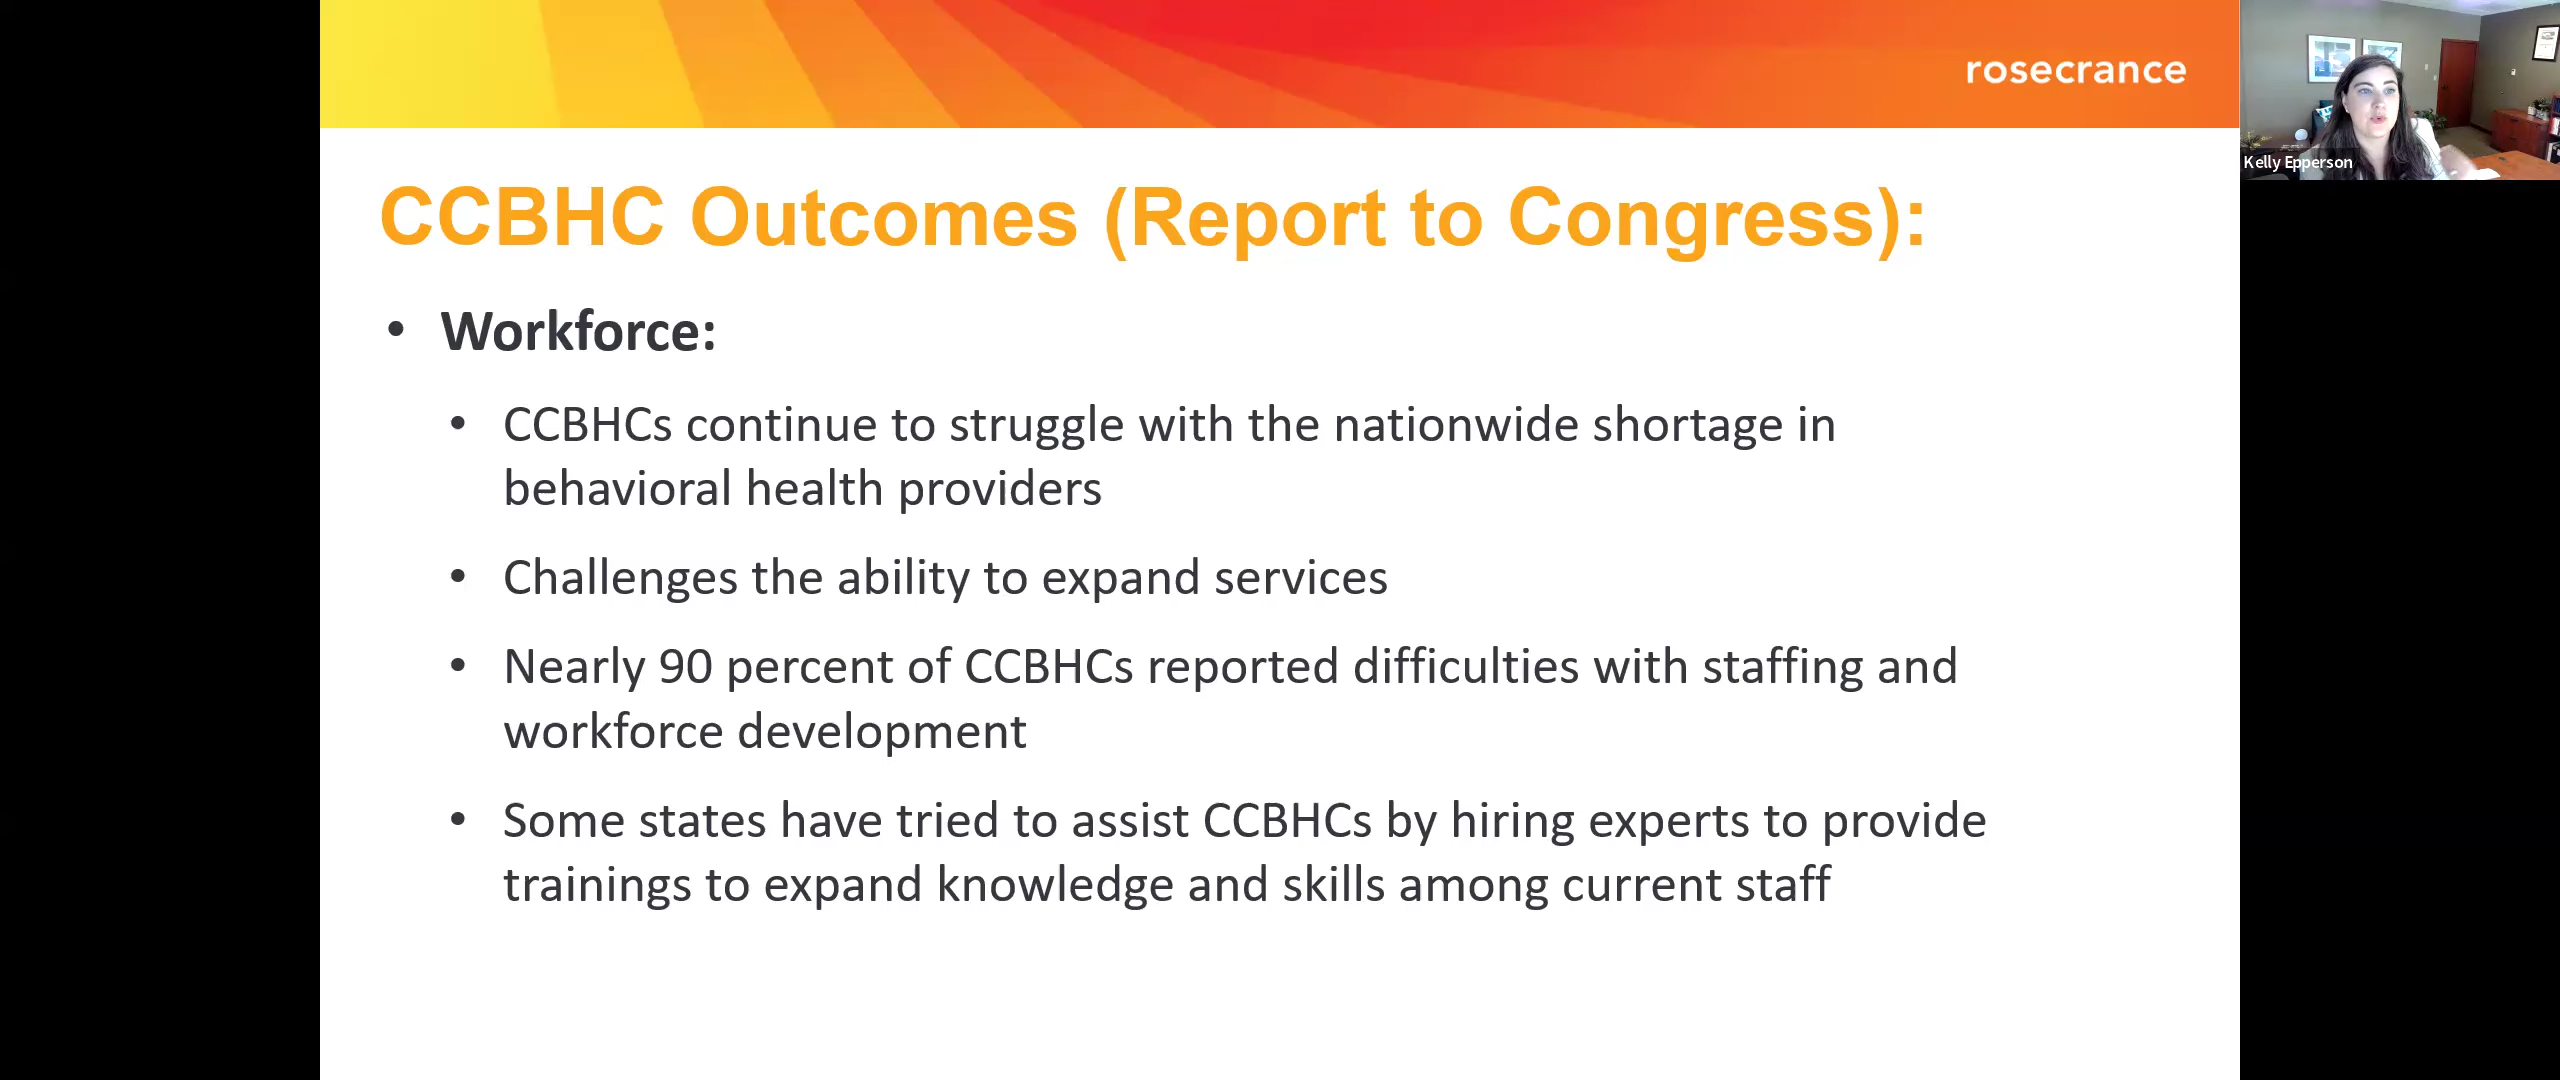 rosecrance
Kelly Epperson
CCBHC Outcomes (Report to Congress):
• Workforce:
• CCBHCs continue to struggle with the nationwide shortage in
behavioral health providers
• Challenges the ability to expand services
• Nearly 90 percent of CCBHCs reported difficulties with staffing and
workforce development
• Some states have tried to assist CCBHCs by hiring experts to provide
trainings to expand knowledge and skills among current staff